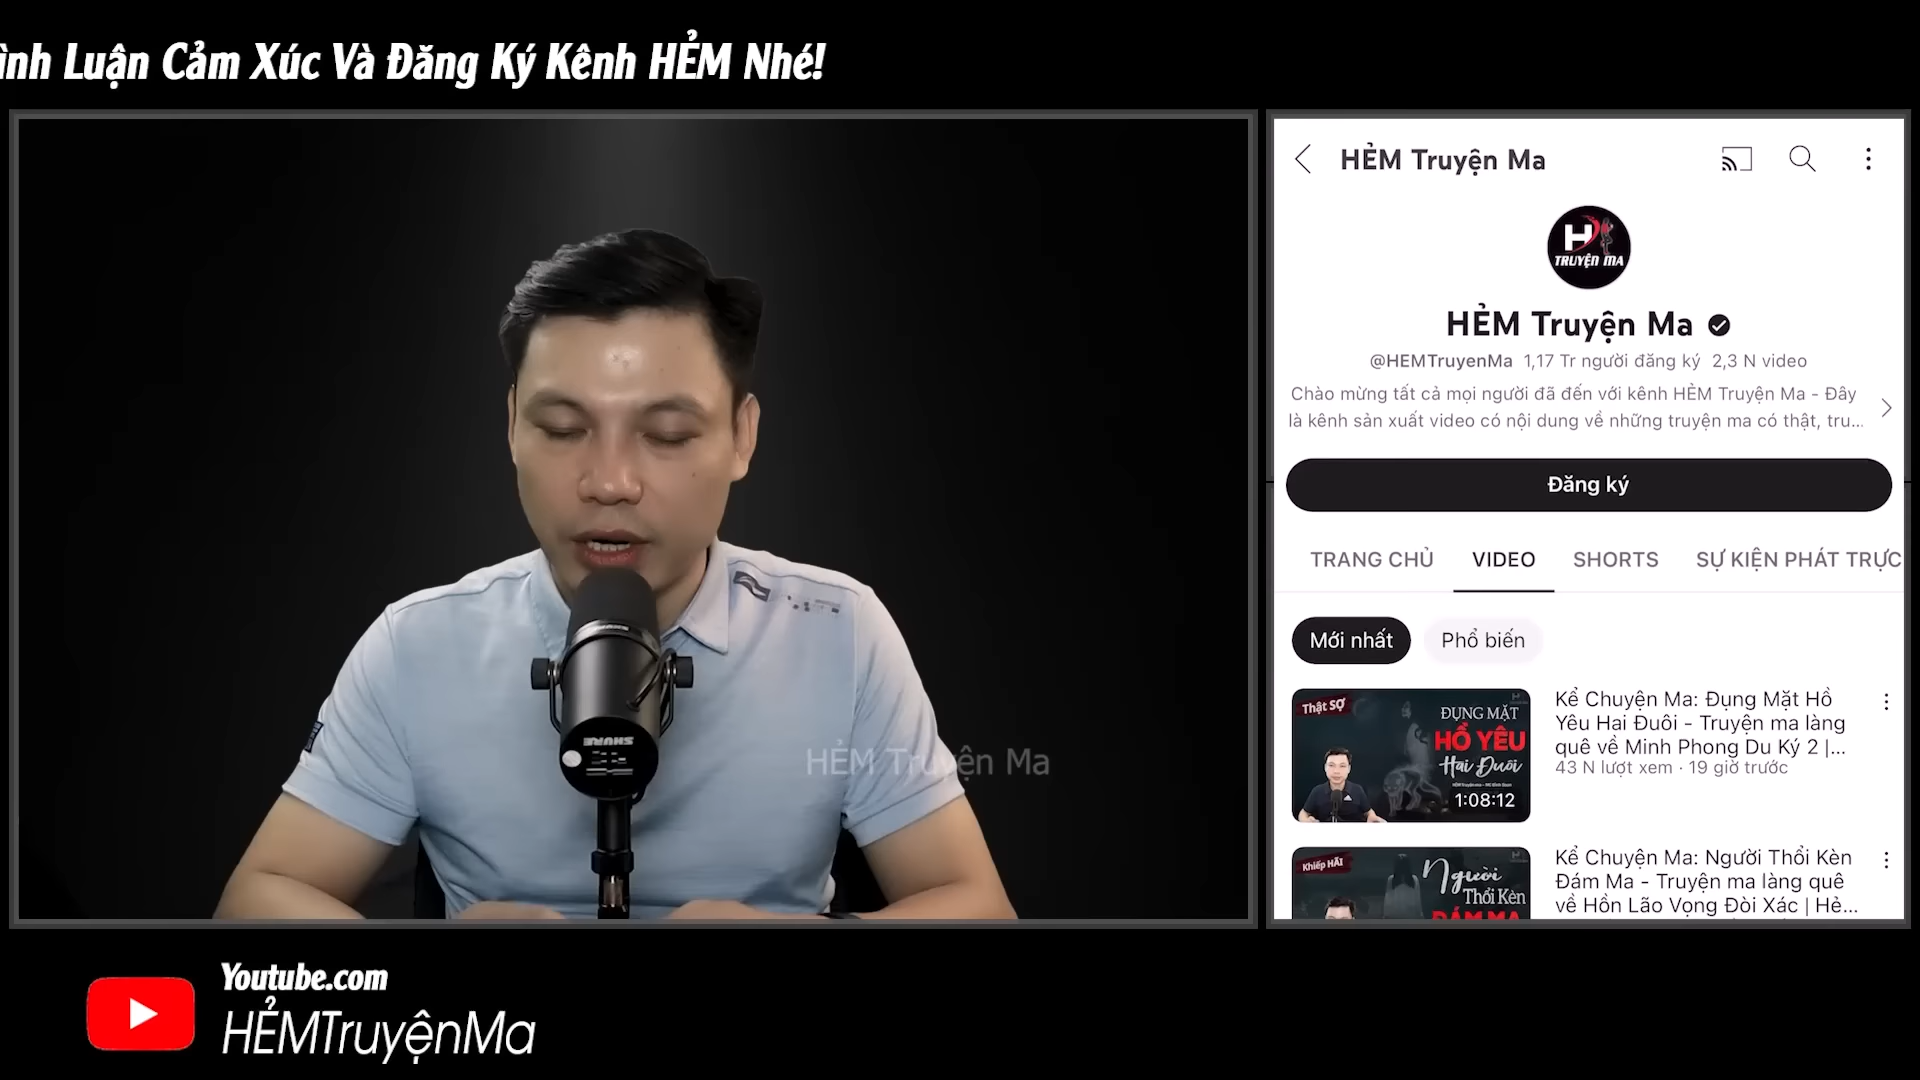 ình Luận Cảm Xúc Và Đăng Ký Kênh HẺM Nhé!
HẺM Truyện Ma
H
TRUYỆN MA
HẺM Truyện Ma
@HEMTruyenMa 1,17 Tr người đăng ký 2,3 N video
Chào mừng tất cả mọi người đã đến với kênh HẺM Truyện Ma - Đây
là kênh sản xuất video có nội dung về những truyện ma có thật, tru...
Đăng ký
TRANG CHỦ VIDEO SHORTS SỰ KIỆN PHÁT TRỰC
Mới nhất Phổ biến
Thật SỢ
ĐỤNG MẶT
HỒ YÊU
Hai Đuôi
1:08:12
Kể Chuyện Ma: Đụng Mặt Hồ
Yêu Hai Đuôi - Truyện ma làng
quê về Minh Phong Du Ký 2 |...
43 N lượt xem · 19 giờ trước
Khiếp HÃI
Người
Thổi Kèn
ĐÁM MA
Kể Chuyện Ma: Người Thổi Kèn
Đám Ma - Truyện ma làng quê
về Hồn Lão Vọng Đòi Xác | Hẻ...
SHURE
HẺM Truyện Ma
Youtube.com
HẺMTruyệnMa